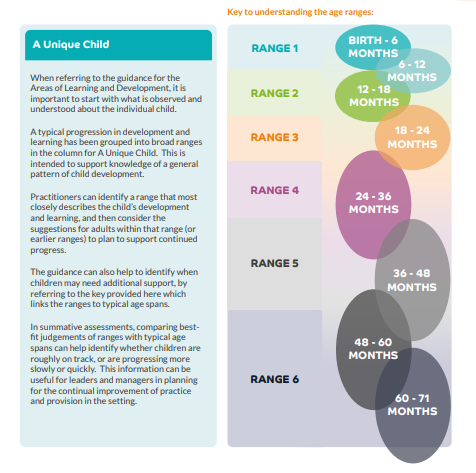 Key to understanding the age ranges:
A Unique Child
When referring to the guidance for the
Areas of Learning and Development, it is
important to start with what is observed and
understood about the individual child.
A typical progression in development and
learning has been grouped into broad ranges
in the column for A Unique Child. This is
intended to support knowledge of a general
pattern of child development.
Practitioners can identify a range that most
closely describes the child's development
and learning, and then consider the
suggestions for adults within that range (or
earlier ranges) to plan to support continued
progress.
The guidance can also help to identify when
children may need additional support, by
referring to the key provided here which
links the ranges to typical age spans.
In summative assessments, comparing best-
fit judgements of ranges with typical age
spans can help identify whether children are
roughly on track, or are progressing more
slowly or quickly. This information can be
useful for leaders and managers in planning
for the continual improvement of practice
and provision in the setting.
RANGE 1
BIRTH - 6
MONTHS
6 - 12
MONTHS
RANGE 2
12 - 18
MONTHS
RANGE 3
18 - 24
MONTHS
RANGE 4
24 - 36
MONTHS
RANGE 5
36 - 48
MONTHS
RANGE 6
48 - 60
MONTHS
60 - 71
MONTHS